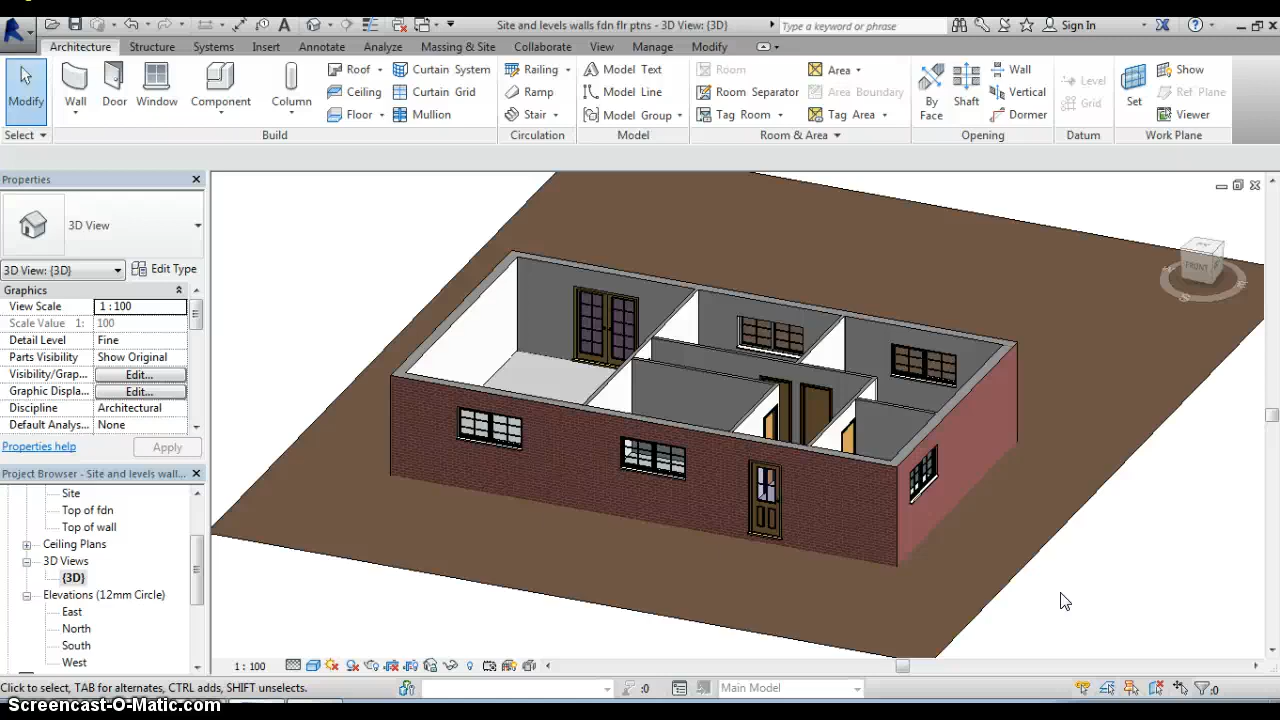 Site and levels walls fdn flr ptns - 3D View: {3D}
Type a keyword or phrase
Sign In
Architecture Structure Systems Insert Annotate Analyze Massing & Site Collaborate View Manage Modify
Modify
Wall
Door
Window
Component
Column
Roof
Ceiling
Floor
Curtain System
Curtain Grid
Mullion
Railing
Ramp
Stair
Model Text
Model Line
Model Group
Room
Room Separator
Tag Room
Area
Area Boundary
Tag Area
By Face
Shaft
Wall
Vertical
Dormer
Level
Grid
Set
Show
Ref Plane
Viewer
Select Build Circulation Model Room & Area Opening Datum Work Plane
Properties
3D View
3D View: {3D} Edit Type
Graphics
View Scale 1 : 100
Scale Value 1: 100
Detail Level Fine
Parts Visibility Show Original
Visibility/Grap... Edit...
Graphic Displa... Edit...
Discipline Architectural
Default Analys... None
Properties help Apply
Project Browser - Site and levels wall...
Site
Top of fdn
Top of wall
Ceiling Plans
3D Views
{3D}
Elevations (12mm Circle)
East
North
South
West
FRONT
1 : 100
Click to select, TAB for alternates, CTRL adds, SHIFT unselects.
:0
Main Model
:0
Screencast-O-Matic.com